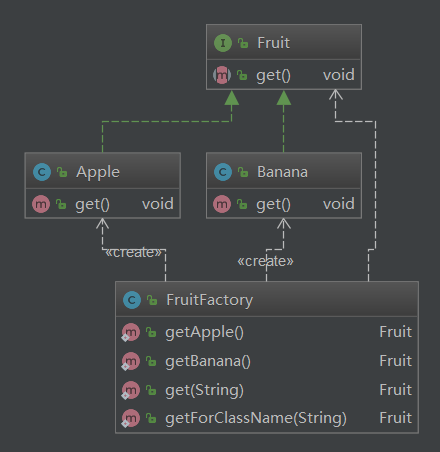 I Fruit
m get() void
C Apple
m get() void
C Banana
m get() void
«create»
«create»
C FruitFactory
m getApple() Fruit
m getBanana() Fruit
m get(String) Fruit
m getForClassName(String) Fruit